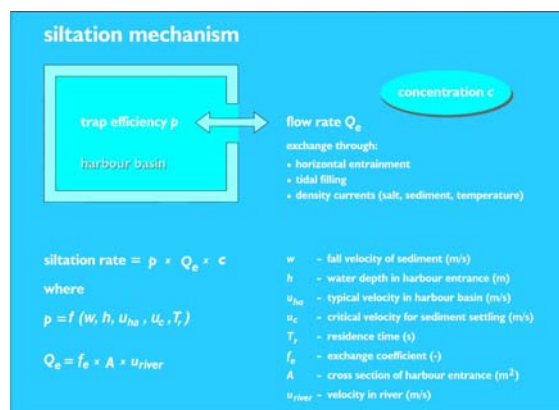 siltation mechanism
concentration c
trap efficiency p
harbour basin
flow rate Qe
exchange through:
• horizontal entrainment
• tidal filling
• density currents (salt, sediment, temperature)
siltation rate = p x Qe x c
where
p = f (w, h, uha , uc , Tr )
Qe = fe x A x uriver
w – fall velocity of sediment (m/s)
h – water depth in harbour entrance (m)
uha – typical velocity in harbour basin (m/s)
uc – critical velocity for sediment settling (m/s)
Tr – residence time (s)
fe – exchange coefficient (-)
A – cross section of harbour entrance (m2)
uriver – velocity in river (m/s)